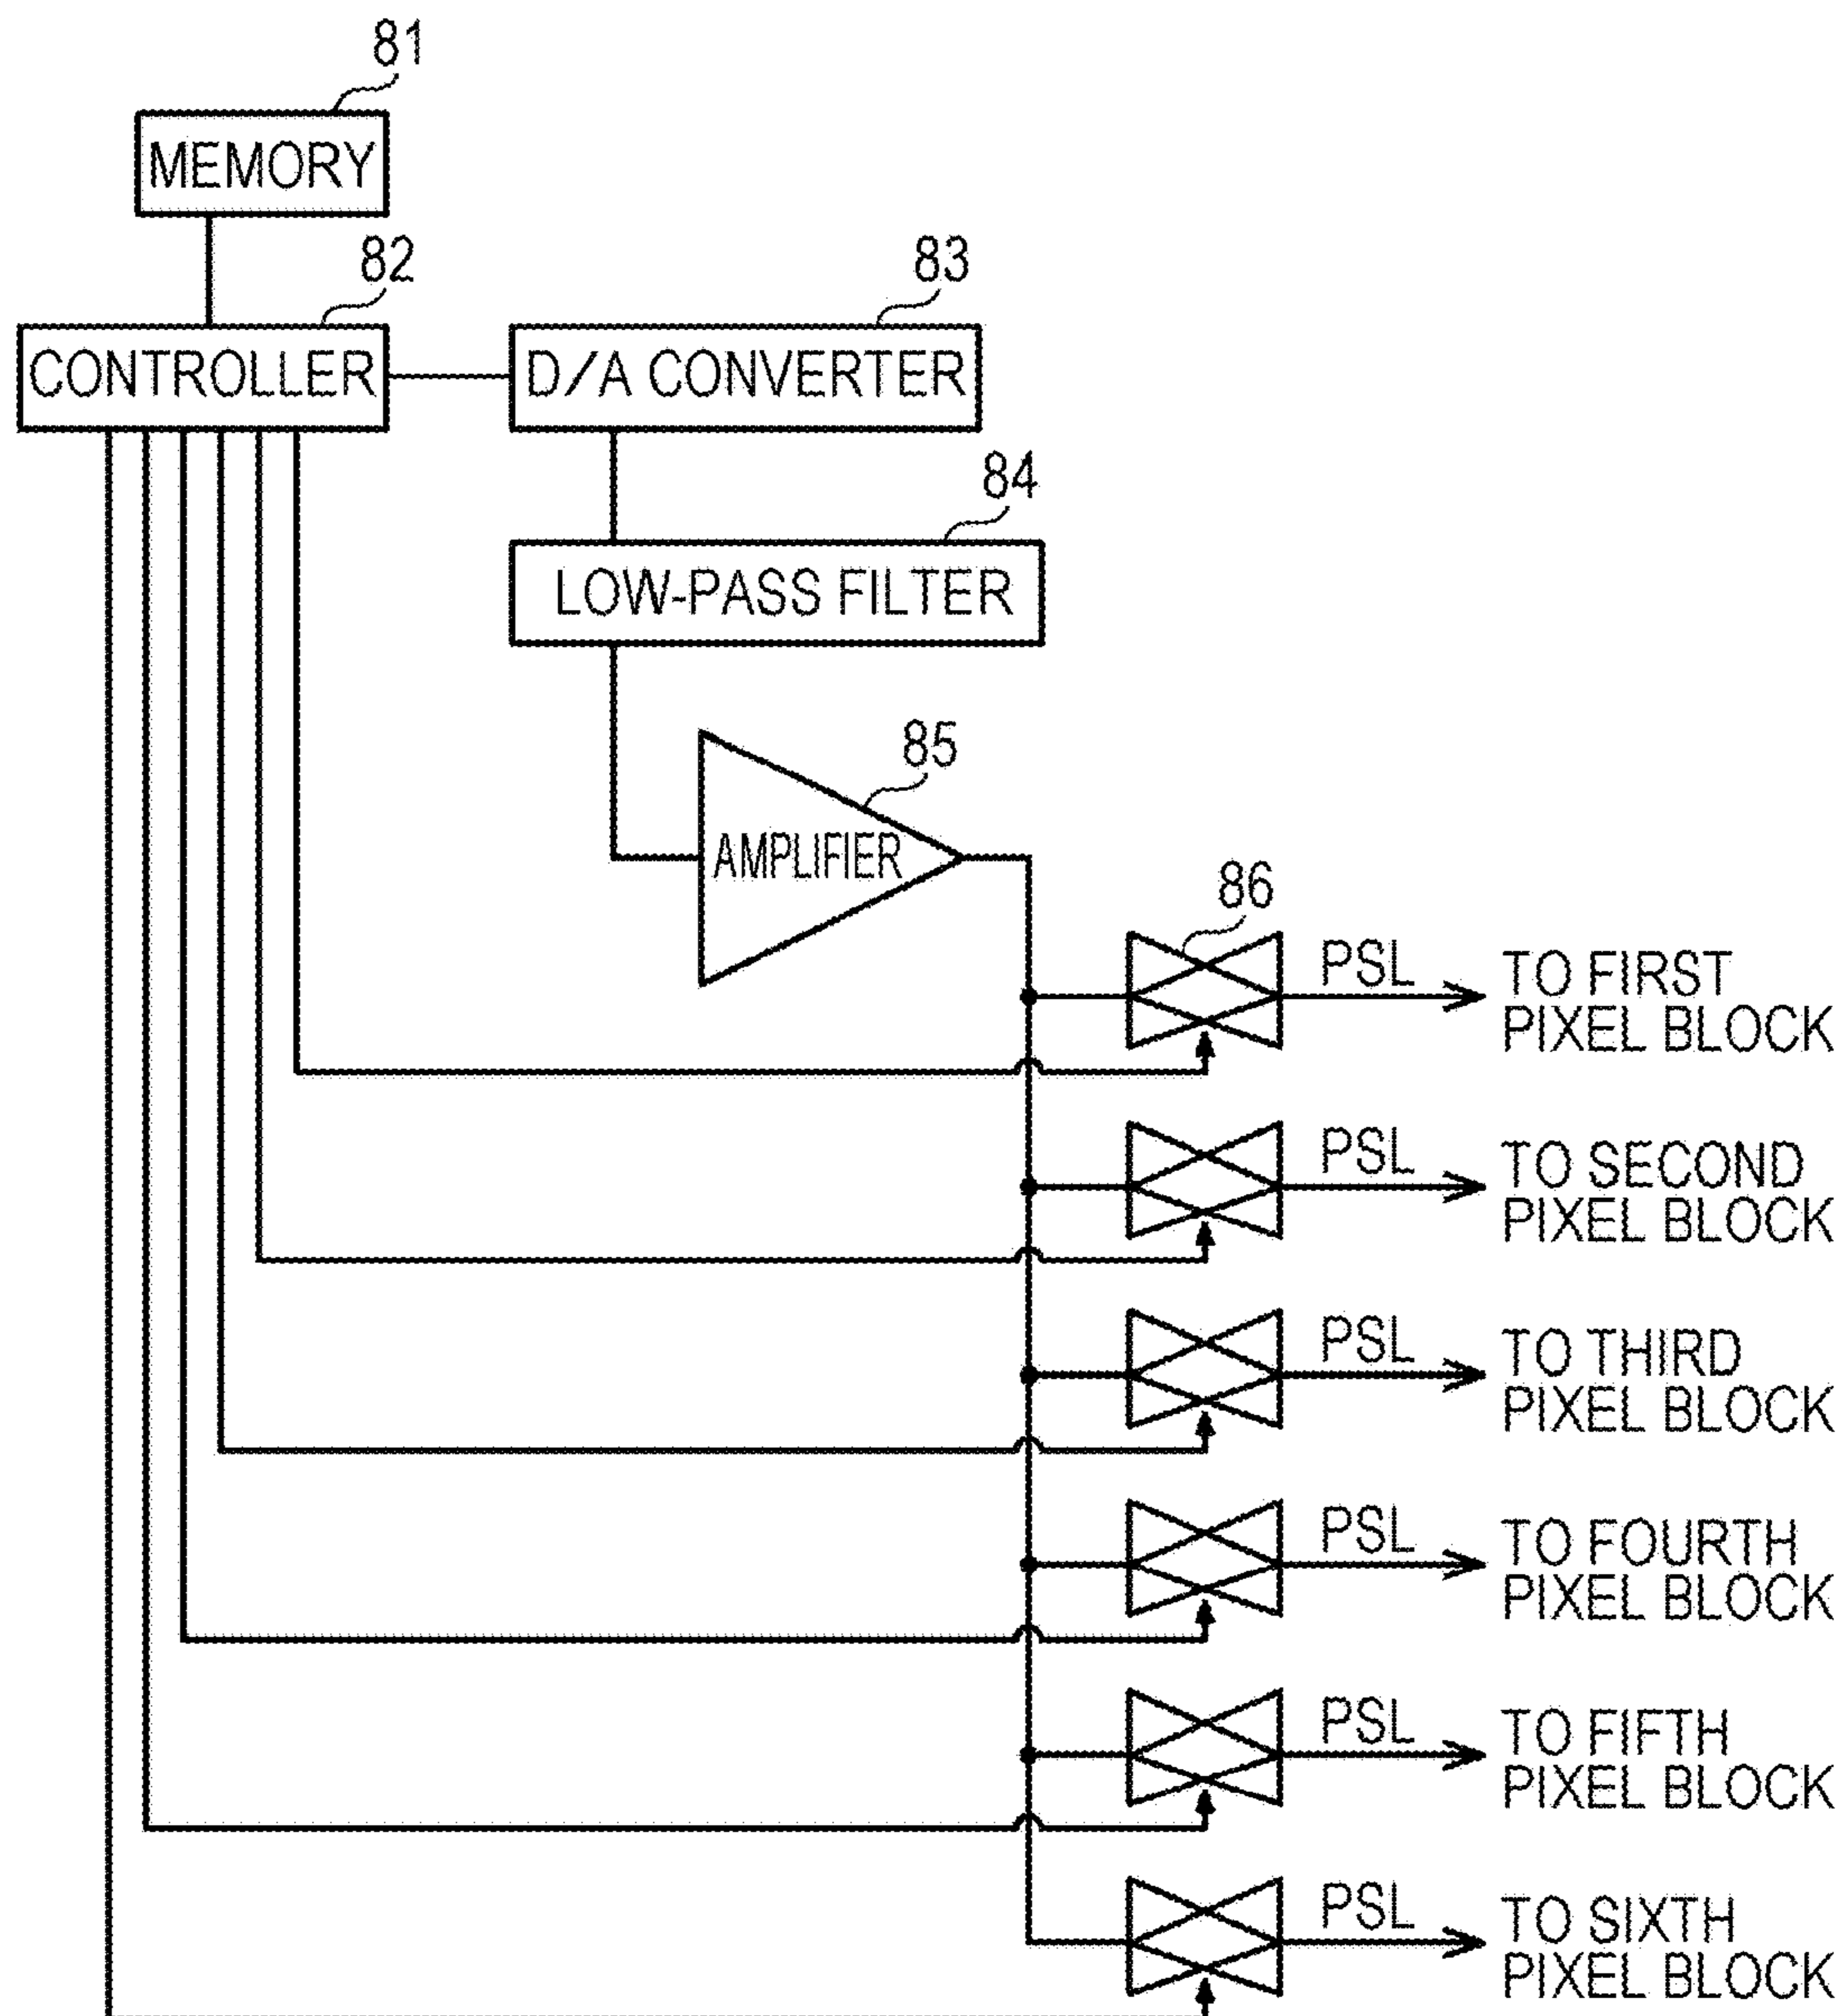 81
MEMORY
82
83
CONTROLLER
D/A CONVERTER
84
LOW-PASS FILTER
85
AMPLIFIER
86
PSL
TO FIRST
PIXEL BLOCK
PSL
TO SECOND
PIXEL BLOCK
PSL
TO THIRD
PIXEL BLOCK
PSL
TO FOURTH
PIXEL BLOCK
PSL
TO FIFTH
PIXEL BLOCK
PSL
TO SIXTH
PIXEL BLOCK